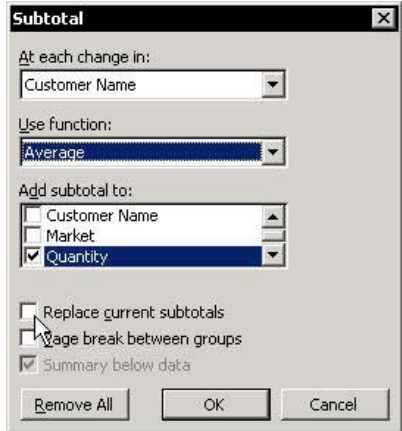 Subtotal
At each change in:
Customer Name
Use function:
Average
Add subtotal to:
Customer Name
Market
Quantity
Replace current subtotals
Page break between groups
Summary below data
Remove All OK Cancel